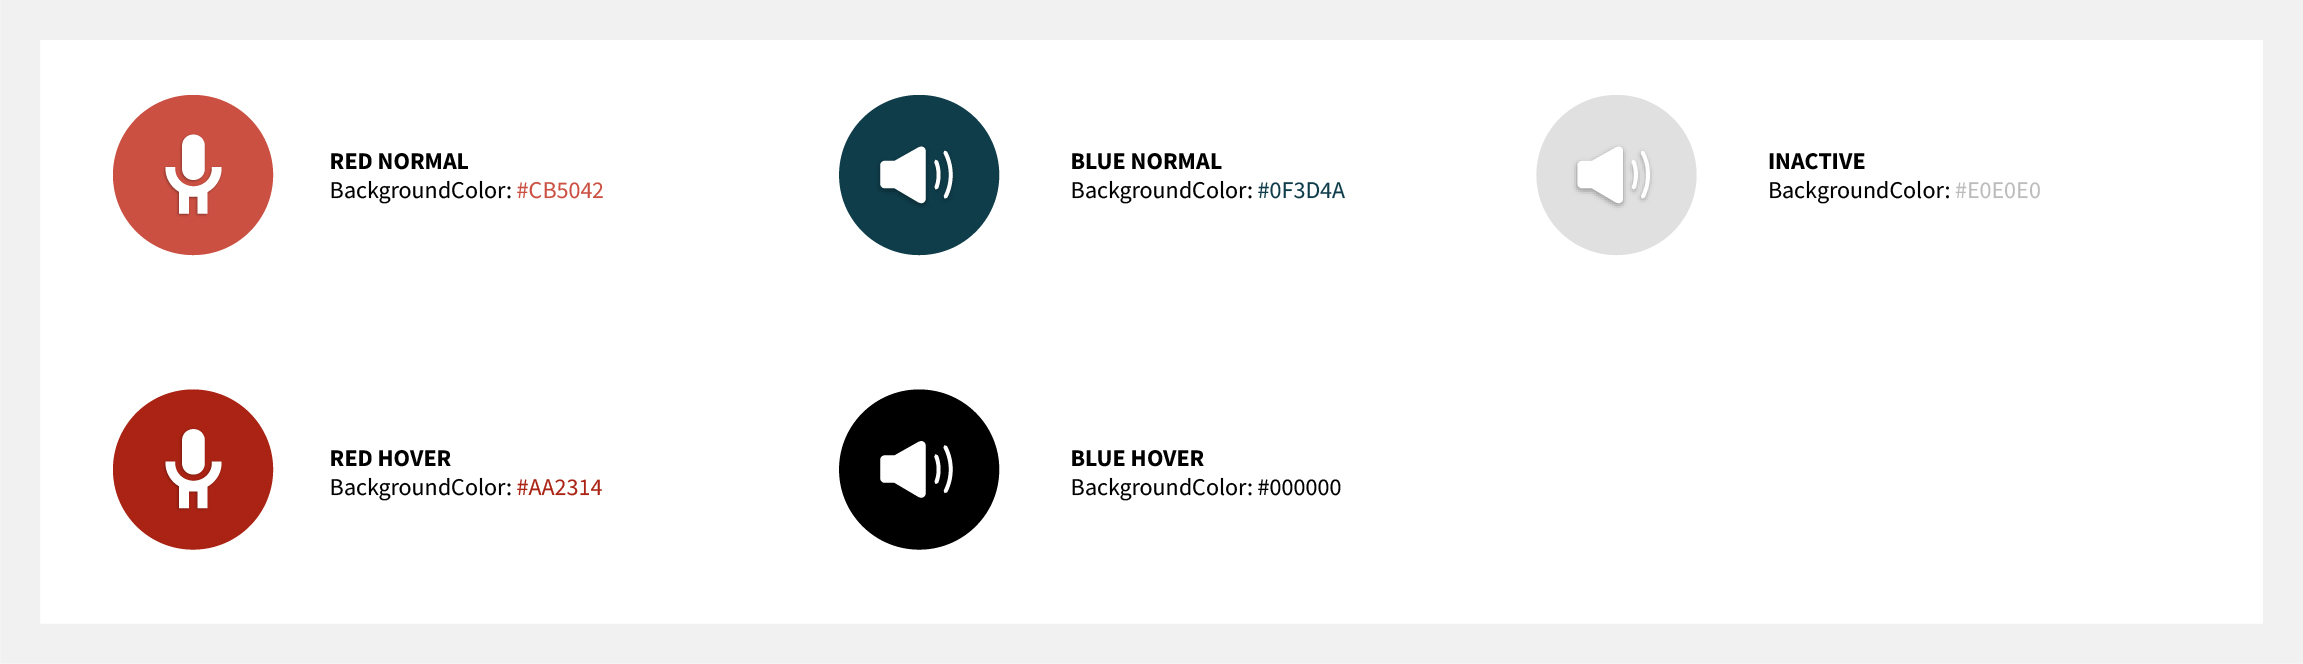 RED NORMAL
BackgroundColor: #CB5042
BLUE NORMAL
BackgroundColor: #0F3D4A
INACTIVE
BackgroundColor: #E0E0E0
RED HOVER
BackgroundColor: #AA2314
BLUE HOVER
BackgroundColor: #000000